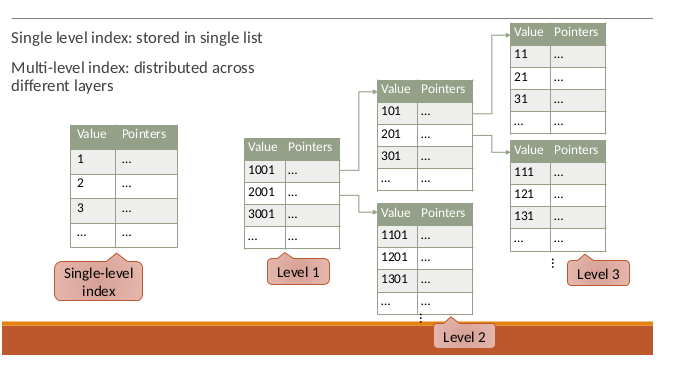 Single level index: stored in single list
Multi-level index: distributed across
different layers
Value Pointers
1 ...
2 ...
3 ...
... ...
Single-level
index
Value Pointers
1001 ...
2001 ...
3001 ...
... ...
Level 1
Value Pointers
101 ...
201 ...
301 ...
... ...
Value Pointers
1101 ...
1201 ...
1301 ...
... ...
⋮
Level 2
Value Pointers
11 ...
21 ...
31 ...
... ...
Value Pointers
111 ...
121 ...
131 ...
... ...
⋮
Level 3